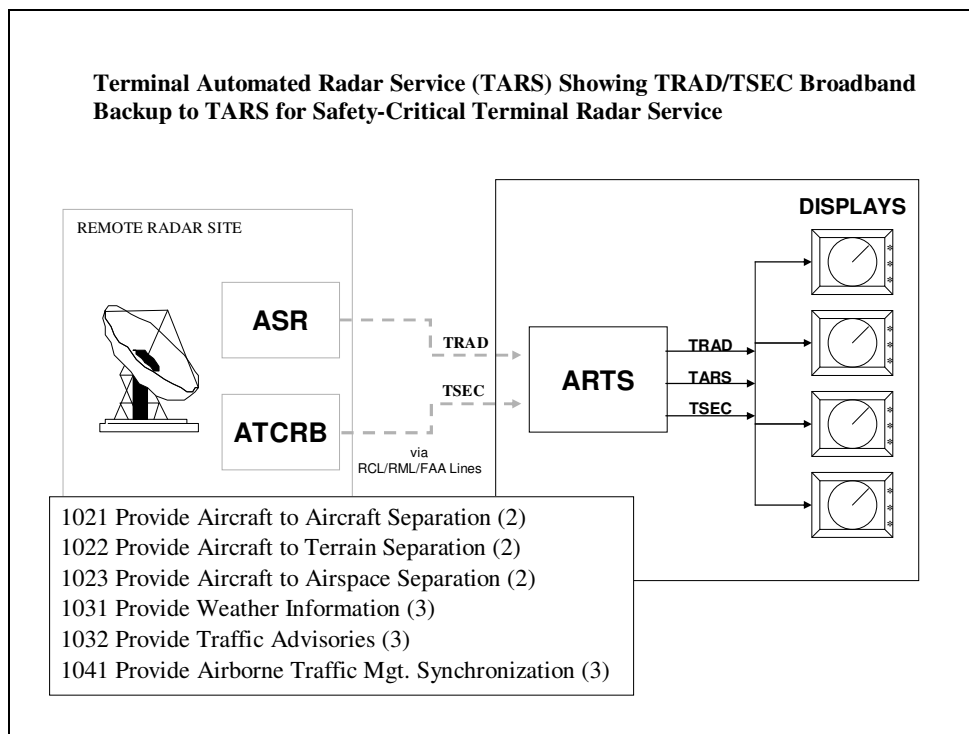 Terminal Automated Radar Service (TARS) Showing TRAD/TSEC Broadband
Backup to TARS for Safety-Critical Terminal Radar Service
REMOTE RADAR SITE
ASR
ATCRB
TRAD
TSEC
via
RCL/RML/FAA Lines
ARTS
TRAD
TARS
TSEC
DISPLAYS
1021 Provide Aircraft to Aircraft Separation (2)
1022 Provide Aircraft to Terrain Separation (2)
1023 Provide Aircraft to Airspace Separation (2)
1031 Provide Weather Information (3)
1032 Provide Traffic Advisories (3)
1041 Provide Airborne Traffic Mgt. Synchronization (3)